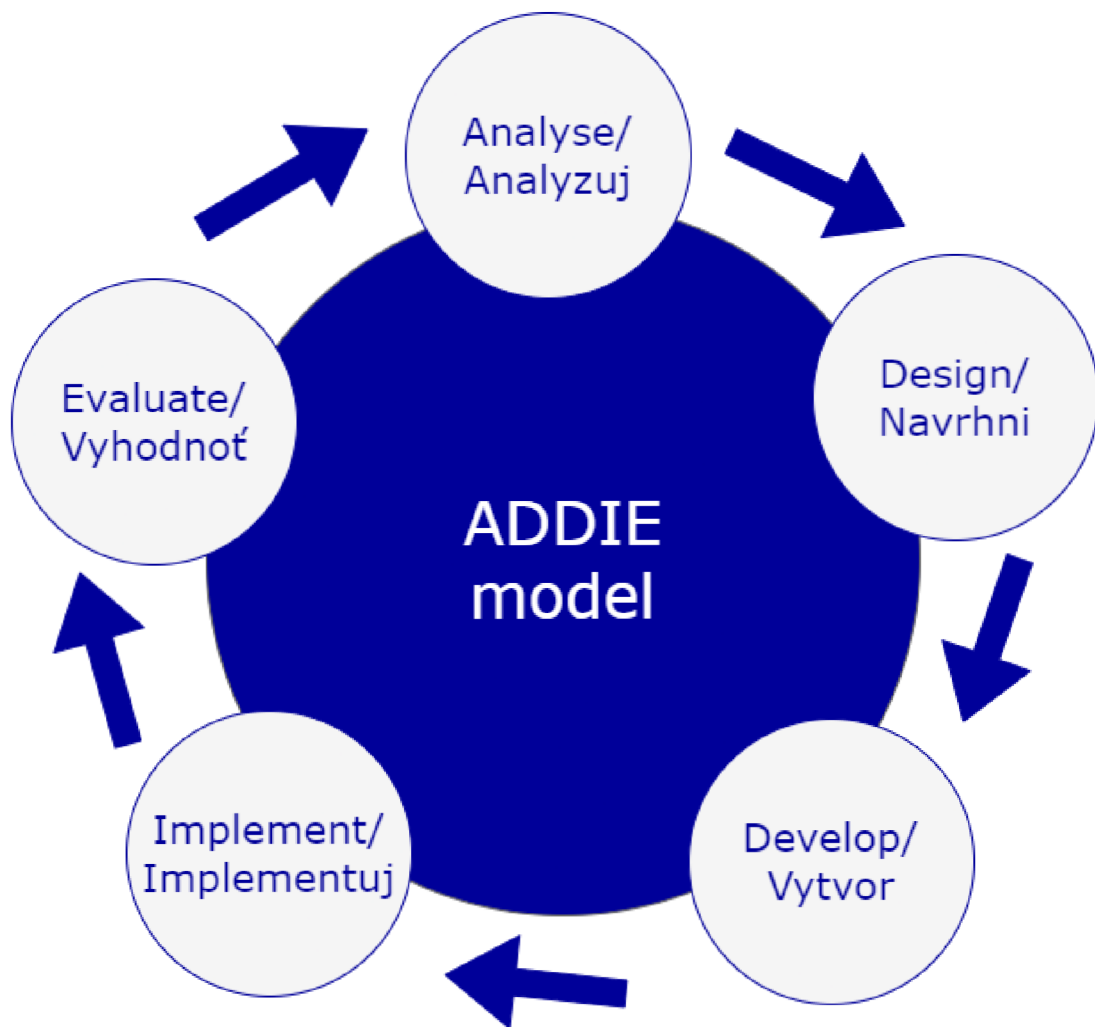 Analyse/
Analyzuj
Design/
Navrhni
Develop/
Vytvor
Implement/
Implementuj
Evaluate/
Vyhodnoť
ADDIE
model